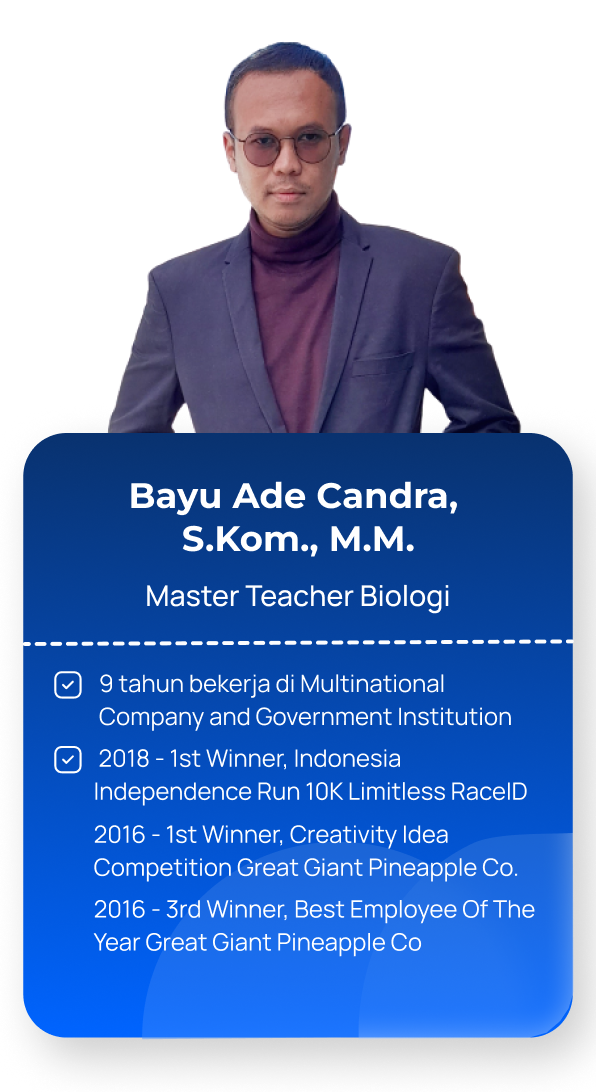 Bayu Ade Candra,
S.Kom., M.M.
Master Teacher Biologi
9 tahun bekerja di Multinational
Company and Government Institution
2018 - 1st Winner, Indonesia
Independence Run 10K Limitless RaceID
2016 - 1st Winner, Creativity Idea
Competition Great Giant Pineapple Co.
2016 - 3rd Winner, Best Employee Of The
Year Great Giant Pineapple Co